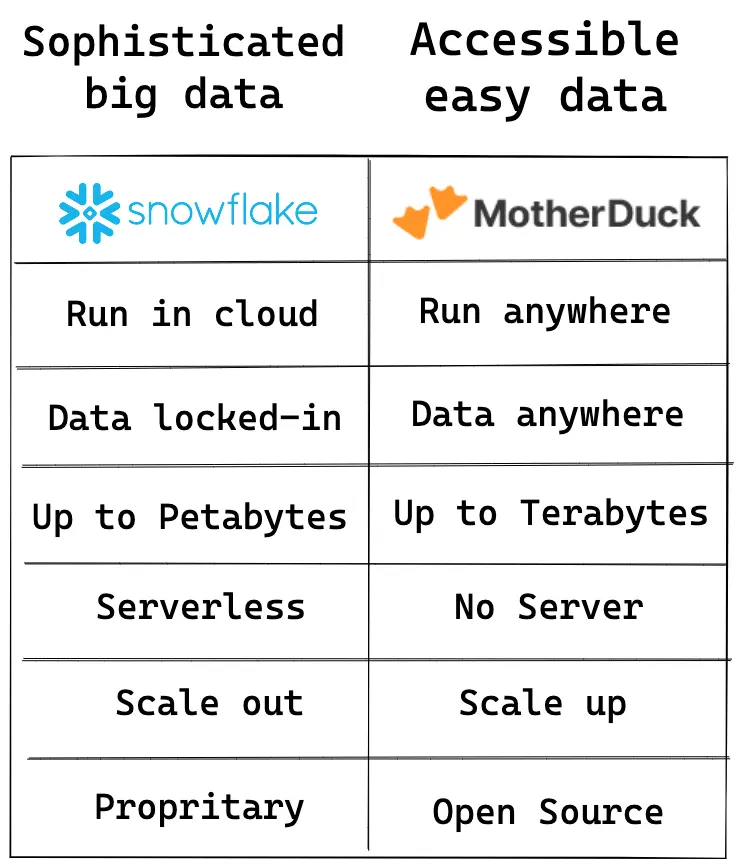 Sophisticated
big data
Accessible
easy data
snowflake
MotherDuck
Run in cloud
Run anywhere
Data locked-in
Data anywhere
Up to Petabytes
Up to Terabytes
Serverless
No Server
Scale out
Scale up
Propritary
Open Source